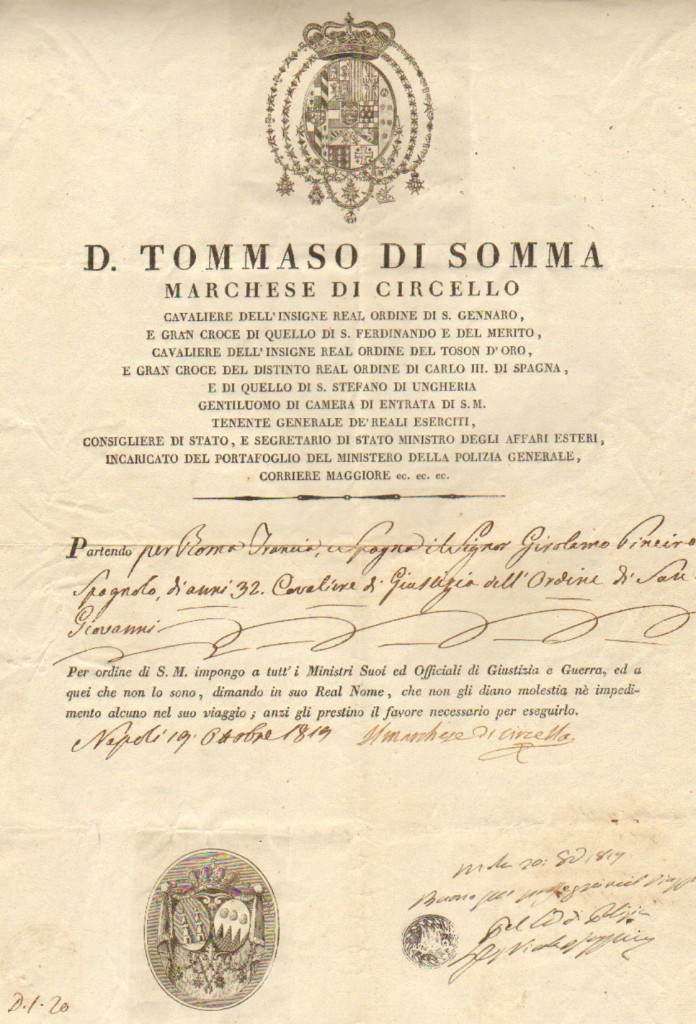 D. TOMMASO DI SOMMA
MARCHESE DI CIRCELLO
CAVALIERE DELL'INSIGNE REAL ORDINE DI S. GENNARO,
E GRAN CROCE DI QUELLO DI S. FERDINANDO E DEL MERITO,
CAVALIERE DELL'INSIGNE REAL ORDINE DEL TOSON D'ORO,
E GRAN CROCE DEL DISTINTO REAL ORDINE DI CARLO III. DI SPAGNA,
E DI QUELLO DI S. STEFANO DI UNGHERIA
GENTILUOMO DI CAMERA DI ENTRATA DI S. M.
TENENTE GENERALE DE' REALI ESERCITI,
CONSIGLIERE DI STATO, E SEGRETARIO DI STATO MINISTRO DEGLI AFFARI ESTERI,
INCARICATO DEL PORTAFOGLIO DEL MINISTERO DELLA POLIZIA GENERALE,
CORRIERE MAGGIORE ec. ec. ec.
Partendo per Roma Francia, e Spagna il Signor Girolamo Pineiro
Spagnolo, di anni 32. Cavaliere di Giustizia dell'Ordine di San
Giovanni
Per ordine di S. M. impongo a tutt'i Ministri Suoi ed Officiali di Giustizia e Guerra, ed a
quei che non lo sono, dimando in suo Real Nome, che non gli diano molestia nè impedi-
mento alcuno nel suo viaggio; anzi gli prestino il favore necessario per eseguirlo.
Napoli 19. Ottobre 1819 Il marchese di Circello
20: 1819
Buono per
D. 1. 20